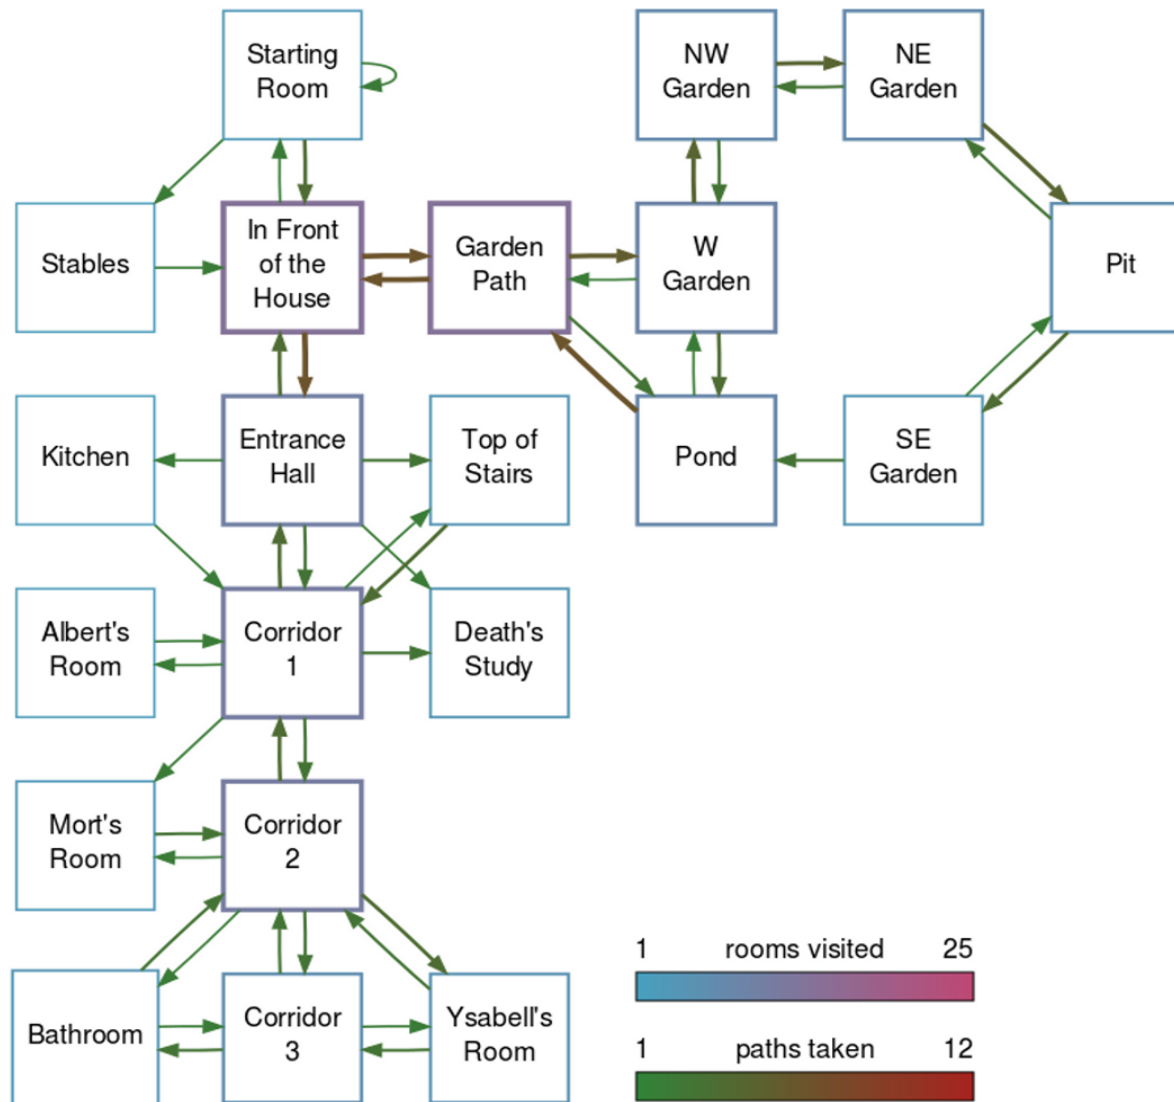 Starting
Room
NW
Garden
NE
Garden
Stables
In Front
of the
House
Garden
Path
W
Garden
Pit
Kitchen
Entrance
Hall
Top of
Stairs
Pond
SE
Garden
Albert's
Room
Corridor
1
Death's
Study
Mort's
Room
Corridor
2
Bathroom
Corridor
3
Ysabell's
Room
1 rooms visited 25
1 paths taken 12